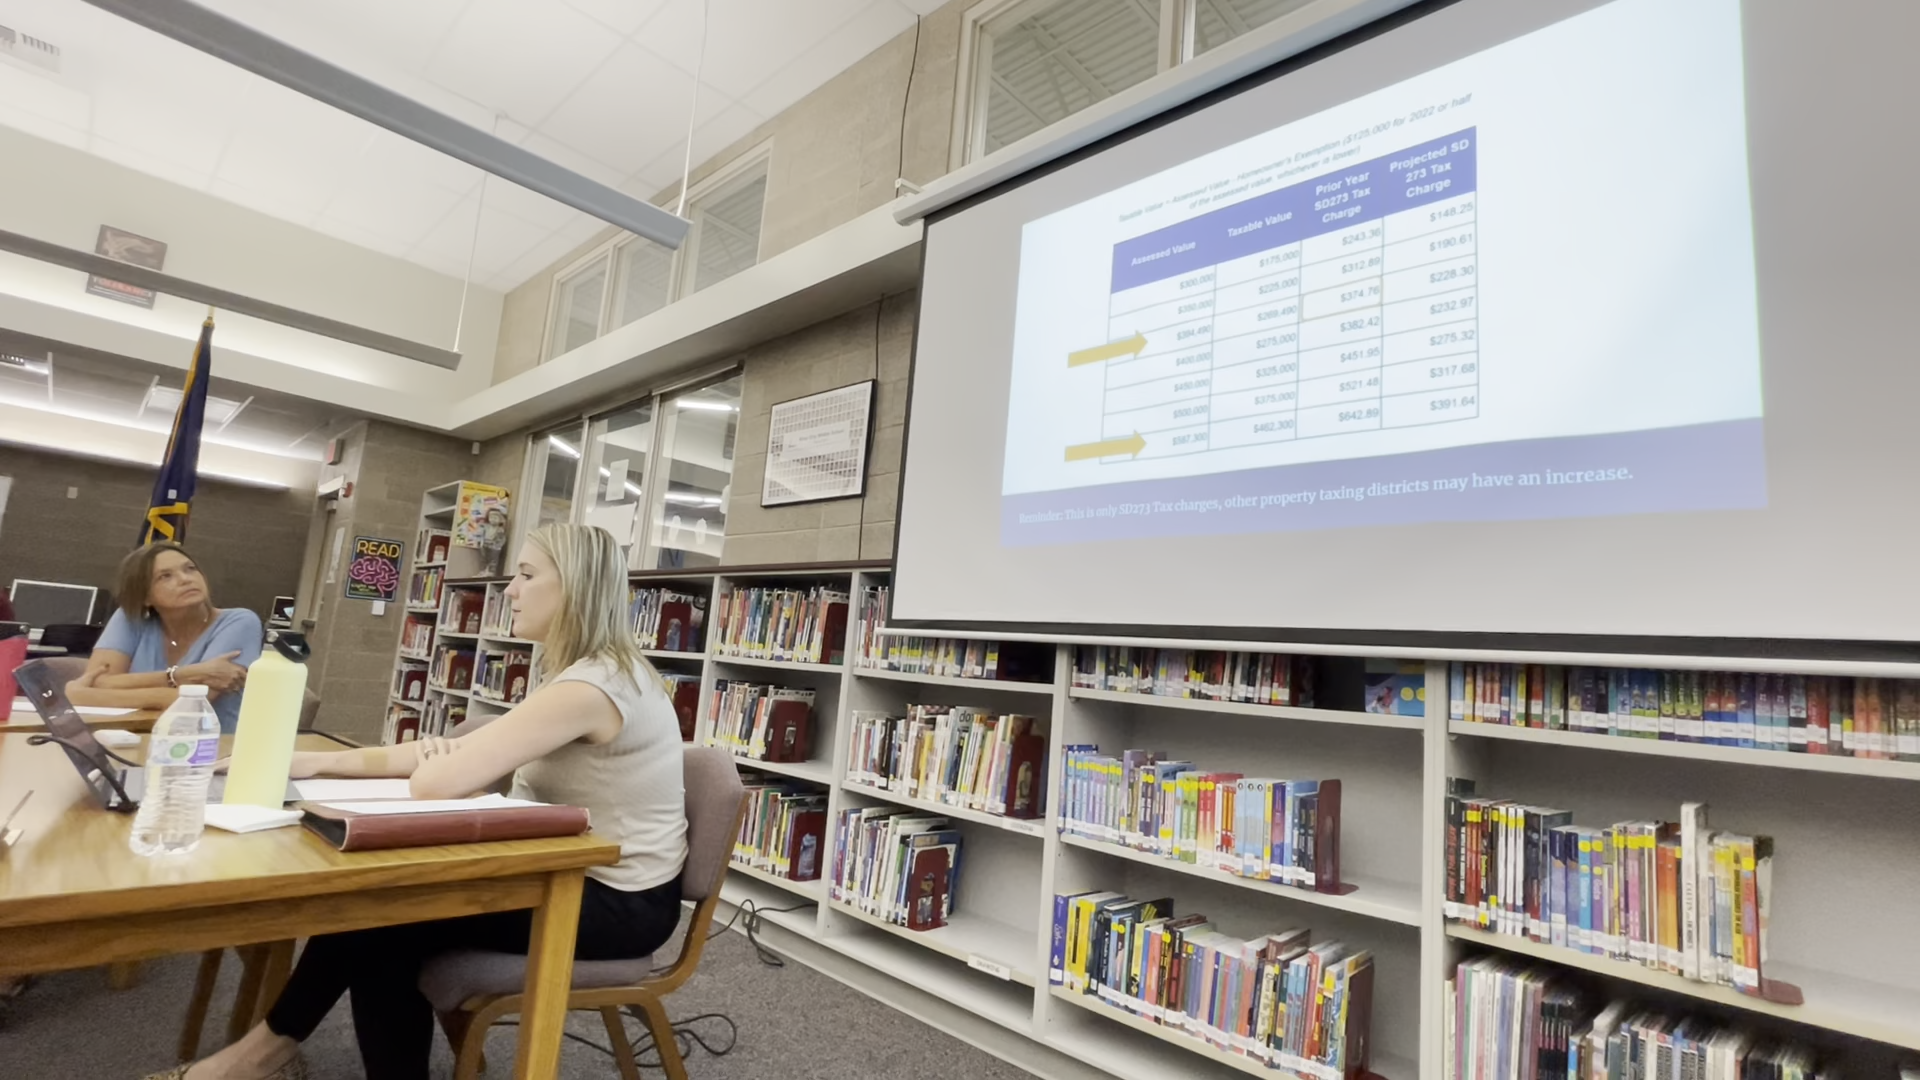 Taxable Value = Assessed Value - Homeowner's Exemption ($125,000 for 2022 or half
of the assessed value, whichever is lower)
Assessed Value Taxable Value Prior Year SD273 Tax Charge Projected SD 273 Tax Charge
$300,000 $175,000 $243.36 $148.25
$350,000 $225,000 $312.89 $190.61
$394,490 $269,490 $374.76 $228.30
$400,000 $275,000 $382.42 $232.97
$450,000 $325,000 $451.95 $275.32
$500,000 $375,000 $521.48 $317.68
$587,300 $462,300 $642.89 $391.64
Reminder: This is only SD273 Tax charges, other property taxing districts may have an increase.
READ